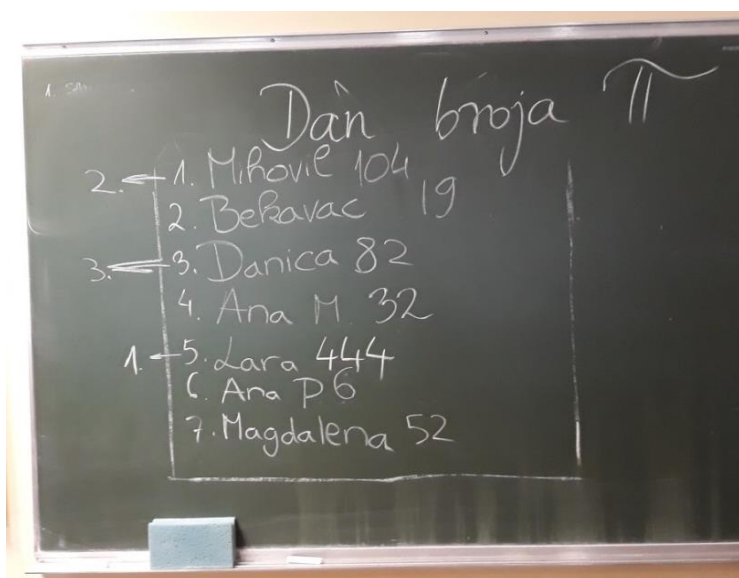 Dan broja π
2. ← 1. Mihovil 104
2. Bekavac 19
3. ← 3. Danica 82
4. Ana M. 32
1. ← 5. Lara 444
6. Ana P 6
7. Magdalena 52